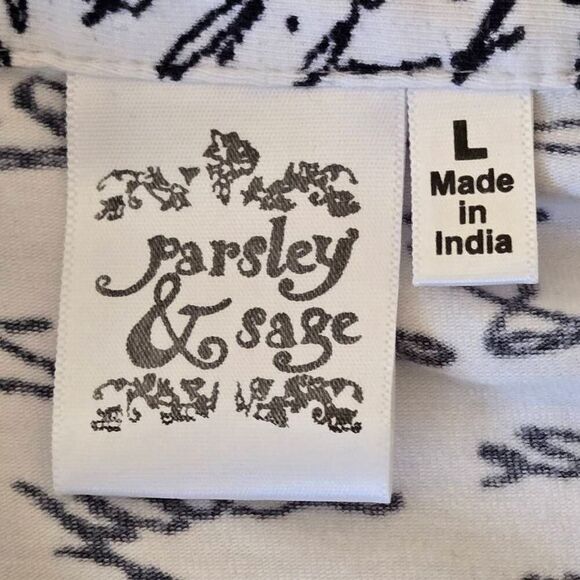 parsley
& sage
L
Made
in
India